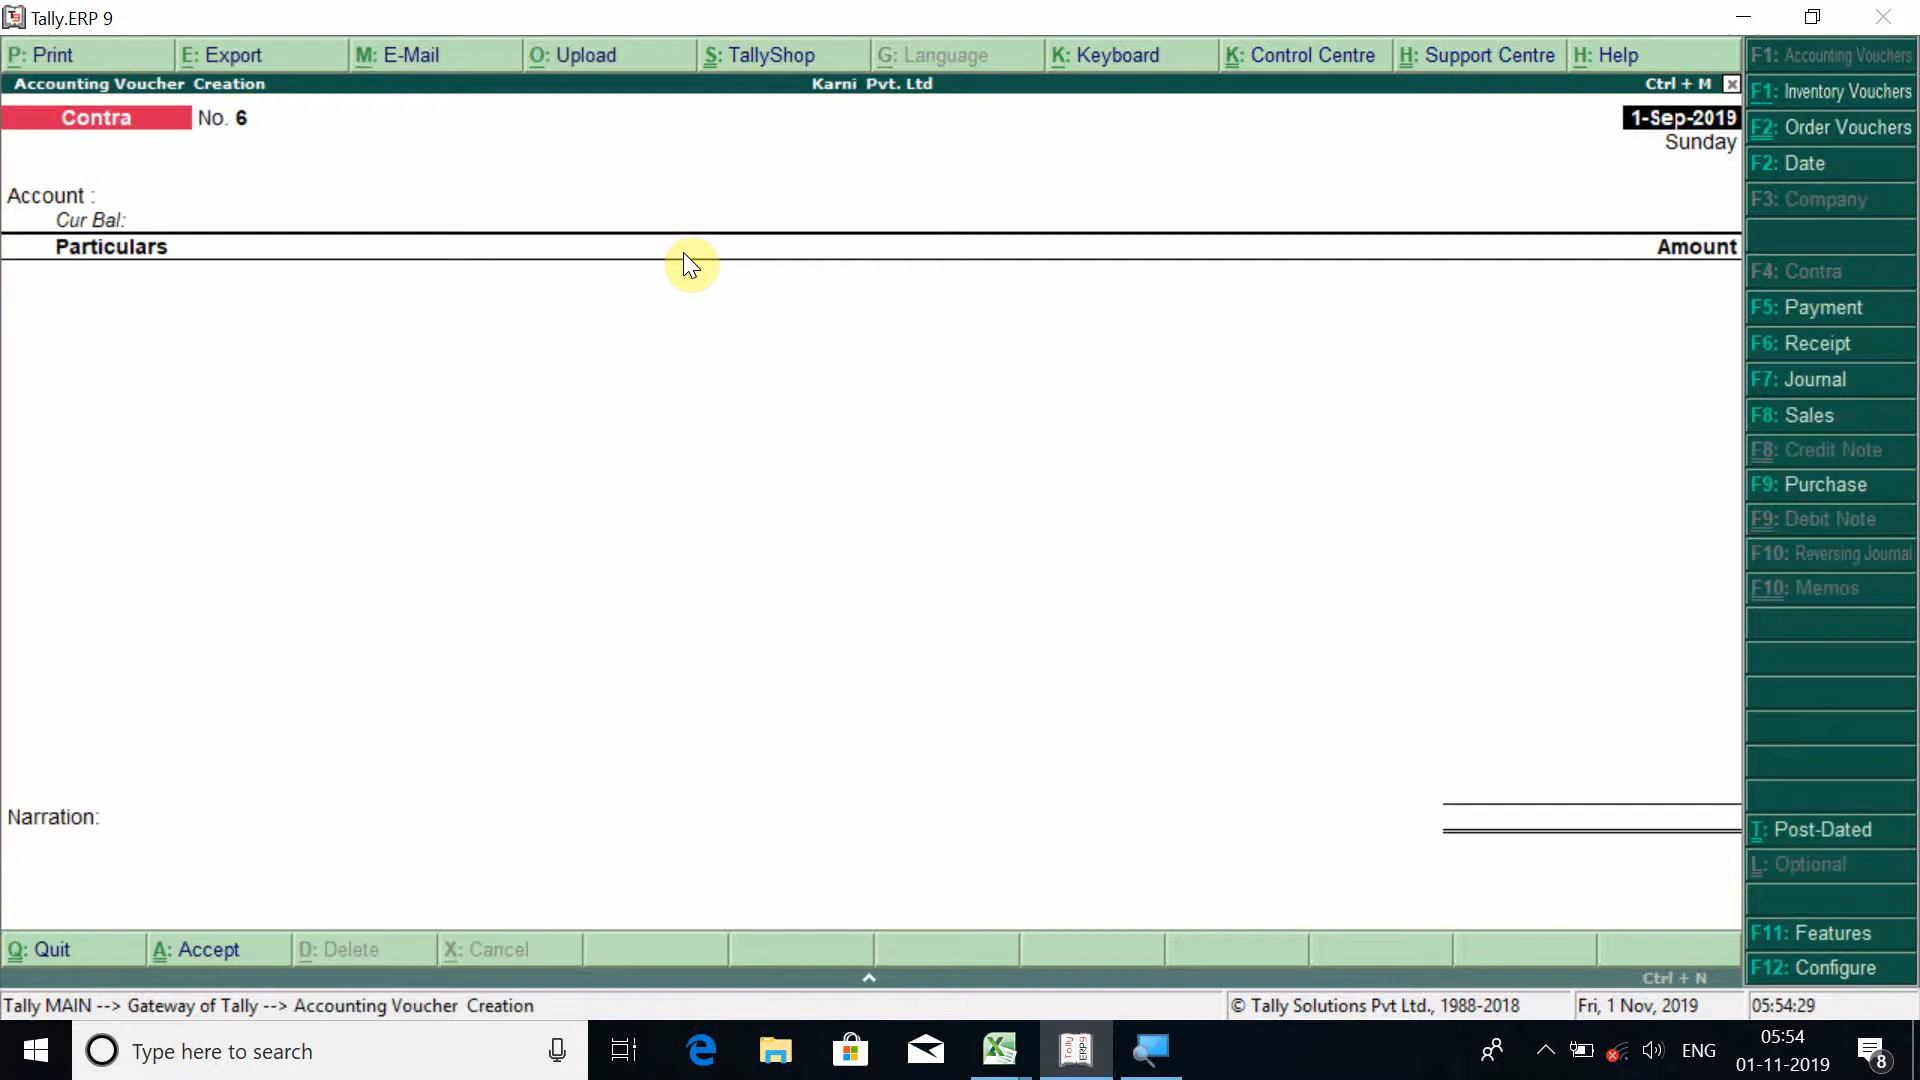 Tally.ERP 9
P: Print
E: Export
M: E-Mail
O: Upload
S: TallyShop
G: Language
K: Keyboard
K: Control Centre
H: Support Centre
H: Help
Accounting Voucher Creation
Karni Pvt. Ltd
Ctrl + M
Contra
No. 6
1-Sep-2019
Sunday
Account :
Cur Bal:
Particulars
Amount
Narration:
F1: Accounting Vouchers
F1: Inventory Vouchers
F2: Order Vouchers
F2: Date
F3: Company
F4: Contra
F5: Payment
F6: Receipt
F7: Journal
F8: Sales
F8: Credit Note
F9: Purchase
F9: Debit Note
F10: Reversing Journal
F10: Memos
T: Post-Dated
L: Optional
F11: Features
F12: Configure
Q: Quit
A: Accept
D: Delete
X: Cancel
Ctrl + N
Tally MAIN --> Gateway of Tally --> Accounting Voucher Creation
© Tally Solutions Pvt Ltd., 1988-2018
Fri, 1 Nov, 2019
05:54:29
Type here to search
Tally ERP9
ENG
05:54
01-11-2019
8